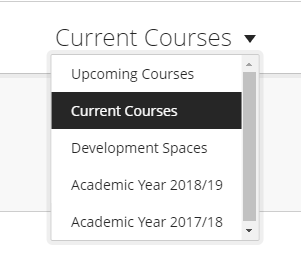 Current Courses
Upcoming Courses
Current Courses
Development Spaces
Academic Year 2018/19
Academic Year 2017/18